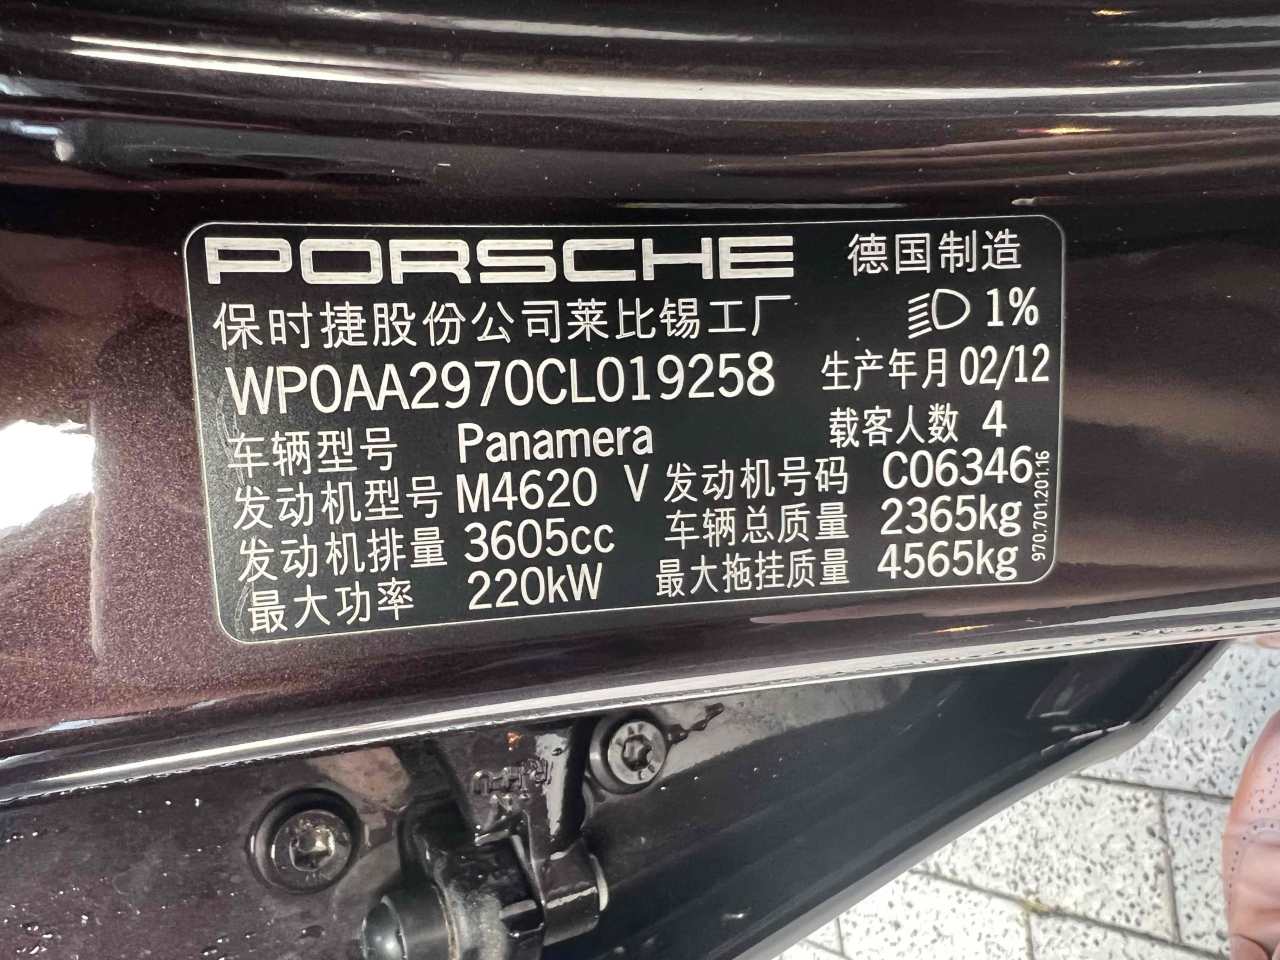 PORSCHE 德国制造
保时捷股份公司莱比锡工厂 1%
WP0AA2970CL019258 生产年月 02/12
车辆型号 Panamera 载客人数 4
发动机型号 M4620 V 发动机号码 C06346
发动机排量 3605cc 车辆总质量 2365kg
最大功率 220kW 最大拖挂质量 4565kg
970.701.201.16